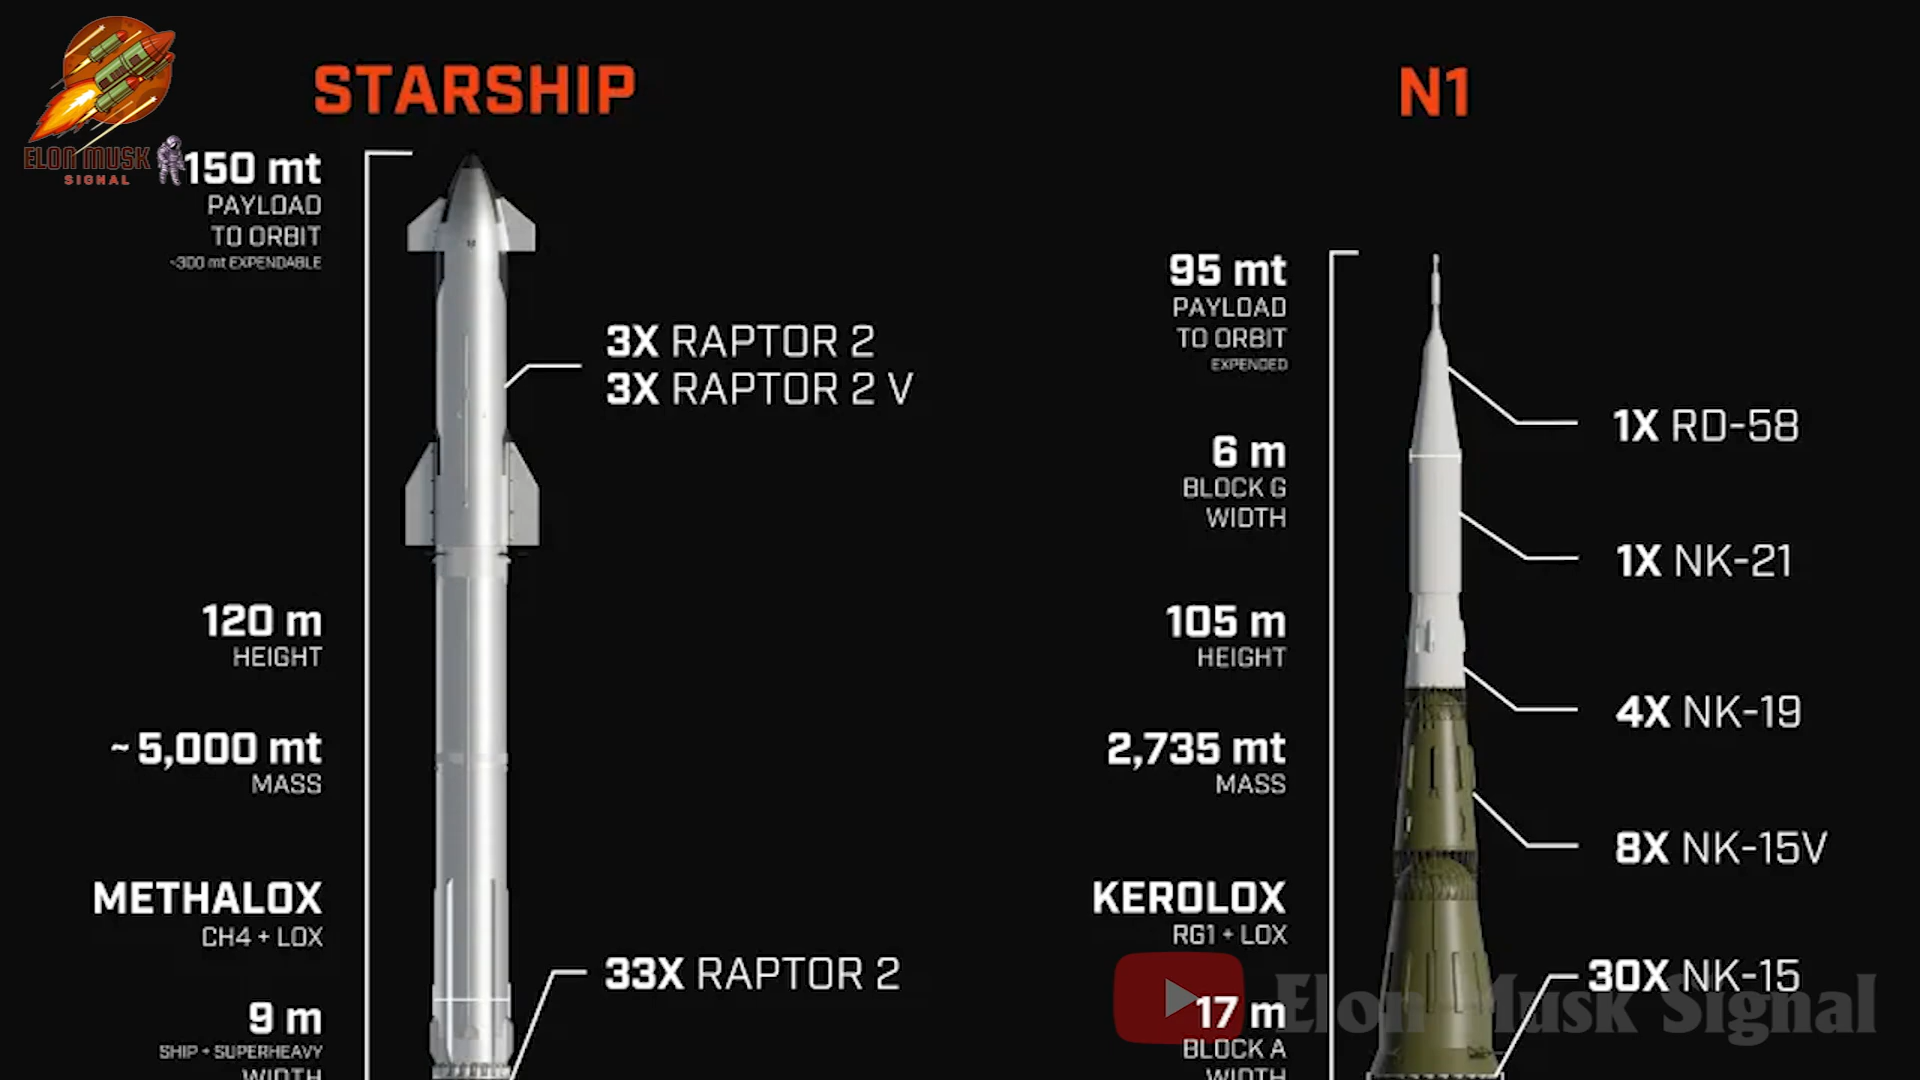 ELON MUSK
SIGNAL
STARSHIP
150 mt
PAYLOAD
TO ORBIT
~300 mt EXPENDABLE
3X RAPTOR 2
3X RAPTOR 2 V
120 m
HEIGHT
~5,000 mt
MASS
METHALOX
CH4 + LOX
33X RAPTOR 2
9 m
SHIP + SUPERHEAVY
WIDTH
N1
95 mt
PAYLOAD
TO ORBIT
EXPENDED
1X RD-58
6 m
BLOCK G
WIDTH
1X NK-21
105 m
HEIGHT
4X NK-19
2,735 mt
MASS
8X NK-15V
KEROLOX
RG1 + LOX
30X NK-15
17 m
BLOCK A
WIDTH
Elon Musk Signal